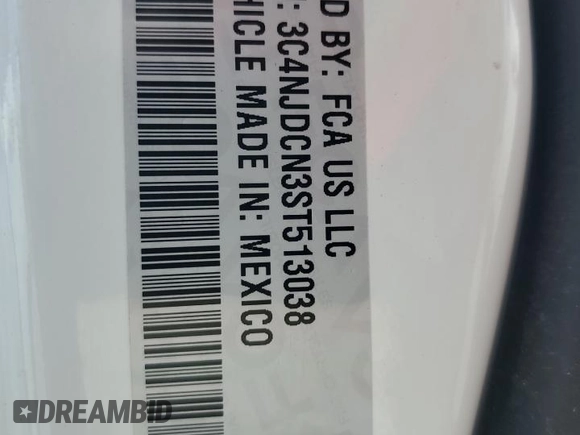 D BY: FCA US LLC
: 3C4NJDCN3ST513038
HICLE MADE IN: MEXICO
DREAMBID